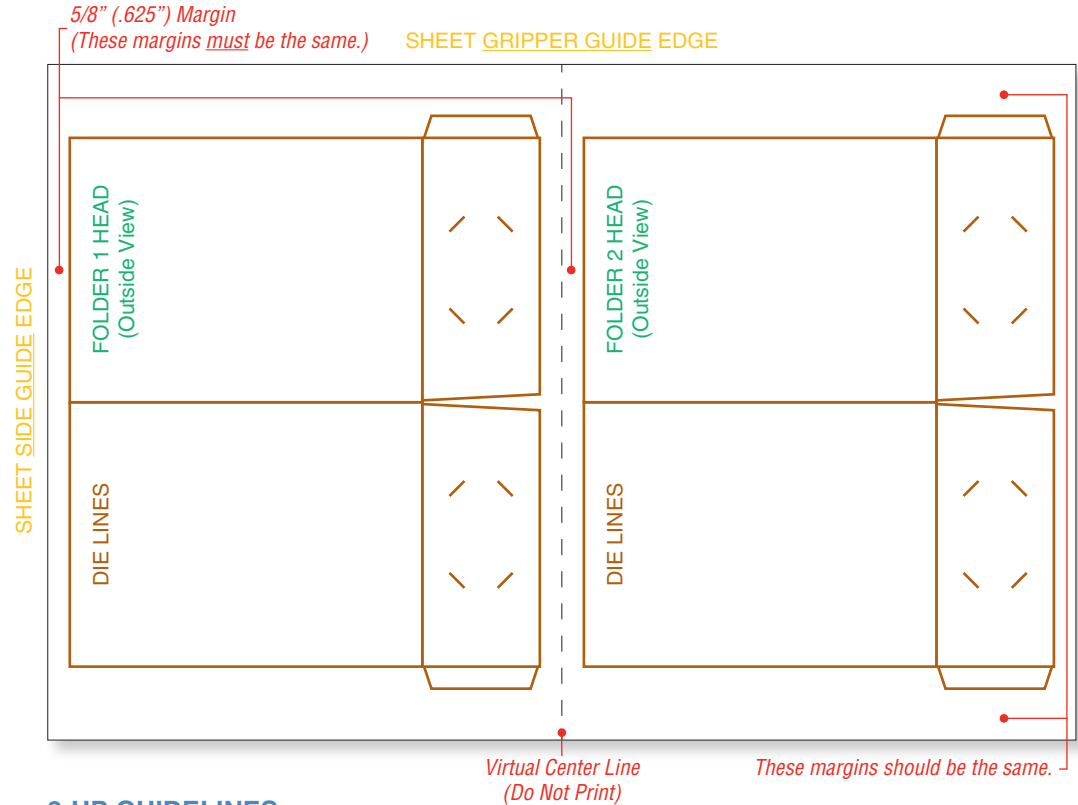 5/8” (.625”) Margin
(These margins must be the same.)
SHEET GRIPPER GUIDE EDGE
SHEET SIDE GUIDE EDGE
FOLDER 1 HEAD
(Outside View)
DIE LINES
FOLDER 2 HEAD
(Outside View)
DIE LINES
Virtual Center Line
(Do Not Print)
These margins should be the same.